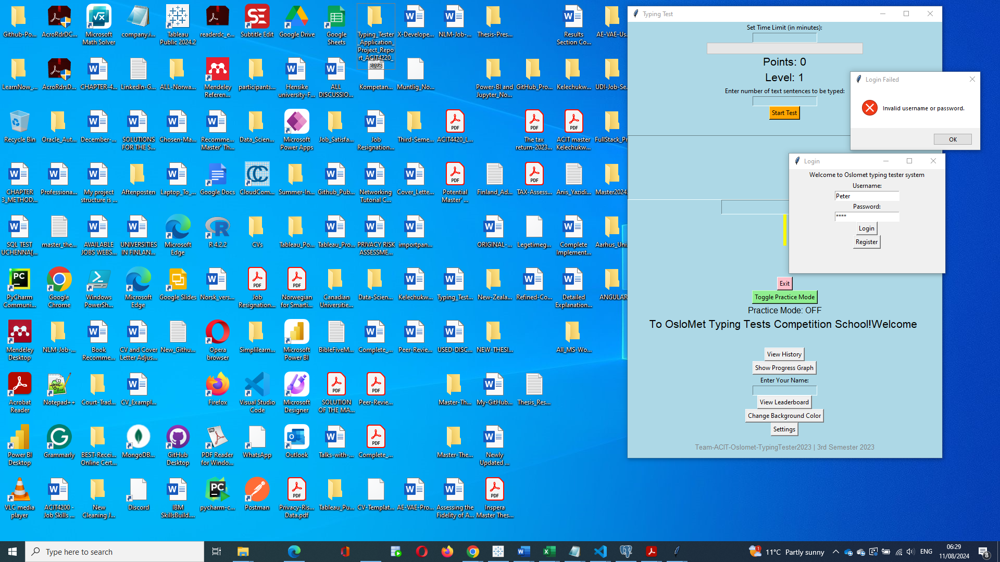 Github-Po...
AcroRdrDC...
Microsoft
Math Solver
company.i...
Tableau
Public 2024.2
readerdc_e...
Subtitle Edit
Google Drive
Google
Sheets
Typing_Tester
_Application_
Project_Repo
rt_ACIT4220_
2023
X-Develope...
NLM-Job-...
Thesis-Pres...
Results
Section Co...
AE-VAE-Us...
LearnNow_...
AcroRdrsD...
CHAPTER-4...
LinkedIn-G...
ALL-Norwa...
Mendeley
Referen...
participants...
Hensike
university-F...
ALL
DISCUSSIO...
Kompetan...
Muntlig_No...
Power-BI and
Jupyter_No...
GitHub_Pro...
Kelechukw...
UDI-Job-Se...
Recycle Bin
Oracle_Aut...
December-...
SOLUTIONS
FOR THE S...
Chosen-Ma...
Recomme...
Master' Th...
Data_Scien...
Microsoft
Power Apps
Job_Satisfa...
Job
Resignation...
Third-Seme...
ACIT4420_L...
The tax
return-2023...
ACIT master
Kelechukw...
FullStack_Pr
CHAPTER
3_METHOD...
Professiona...
My project
structure is ...
Aftenposten
Laptop_To_...
Google Docs
CloudCom...
Summer-In...
Github_Pub...
Networking
Tutorial C...
Cover_Lette...
Potential
Master' ...
Finland_Ad...
TAX-Assess...
Anis_Yazidi...
Master2024
SQL TEST
UCHENNA[...
master_the...
AVAILABLE
JOBS WEBS...
UNIVERSITIES
IN FINLAN...
Microsoft
Edge
R 4.2.2
CVs
Tableau_Po...
Tableau_Pro...
PRIVACY RISK
ASSESSME...
importpan...
ORIGINAL-...
Legetimeg...
Complete
Implement...
Aarhus_Uni
PyCharm
Communi...
Google
Chrome
Windows
PowerSh...
Microsoft
Edge
Google Slides
Norsk_vers...
Job
Resignation...
Norwegian
for Smarti...
Canadian
Universitie...
Data-Scien...
Kelechukw...
Typing_Test...
New-Zeala...
Refined-Co...
Detailed
Explanation...
ANGULAR
Mendeley
Desktop
NLM-Job-...
Book
Recomme...
CV and Cover
Letter Adjus...
New_Githu...
Opera
browser
Simplilearn...
Microsoft
Power BI
BibleFiveM...
Complete_...
Peer-Revie...
USED-DISC...
NEW-THESI...
All_MS-Wo...
Acrobat
Reader
Notepad++
Court-Trad...
CV_Exampl...
Firefox
Visual Studio
Code
Microsoft
Designer
SOLUTION
OF THE MA...
Peer-Revie...
Master-Th...
My-GitHub...
Thesis_Res...
Power BI
Desktop
Grammarly
BEST-Recei...
Online Cert...
MongoDB...
GitHub
Desktop
PDF Reader
for Windo...
WhatsApp
Outlook
Talks-with-...
Complete_...
Master-The...
Newly
Updated ...
VLC media
player
ACIT4200 -
Job Skills ...
New
Cleaning J...
Discord
IBM
SkillsBuild....
pycharm-c...
Postman
Privacy-Ris...
Data.pdf
Tableau_Pu...
CV-Templat...
AE-VAE-Pro...
Assessing the
Fidelity of A...
Inspera
Master Thes...
Typing Test
Set Time Limit (in minutes):
Points: 0
Level: 1
Enter number of text sentences to be typed:
Start Test
Login Failed
Invalid username or password.
OK
Login
Welcome to Oslomet typing tester system
Username:
Peter
Password:
****
Login
Register
Exit
Toggle Practice Mode
Practice Mode: OFF
To OsloMet Typing Tests Competition School!Welcome
View History
Show Progress Graph
Enter Your Name:
View Leaderboard
Change Background Color
Settings
Team-ACIT-Oslomet-TypingTester2023 | 3rd Semester 2023
Type here to search
11°C Partly sunny
ENG
06:29
11/08/2024
8